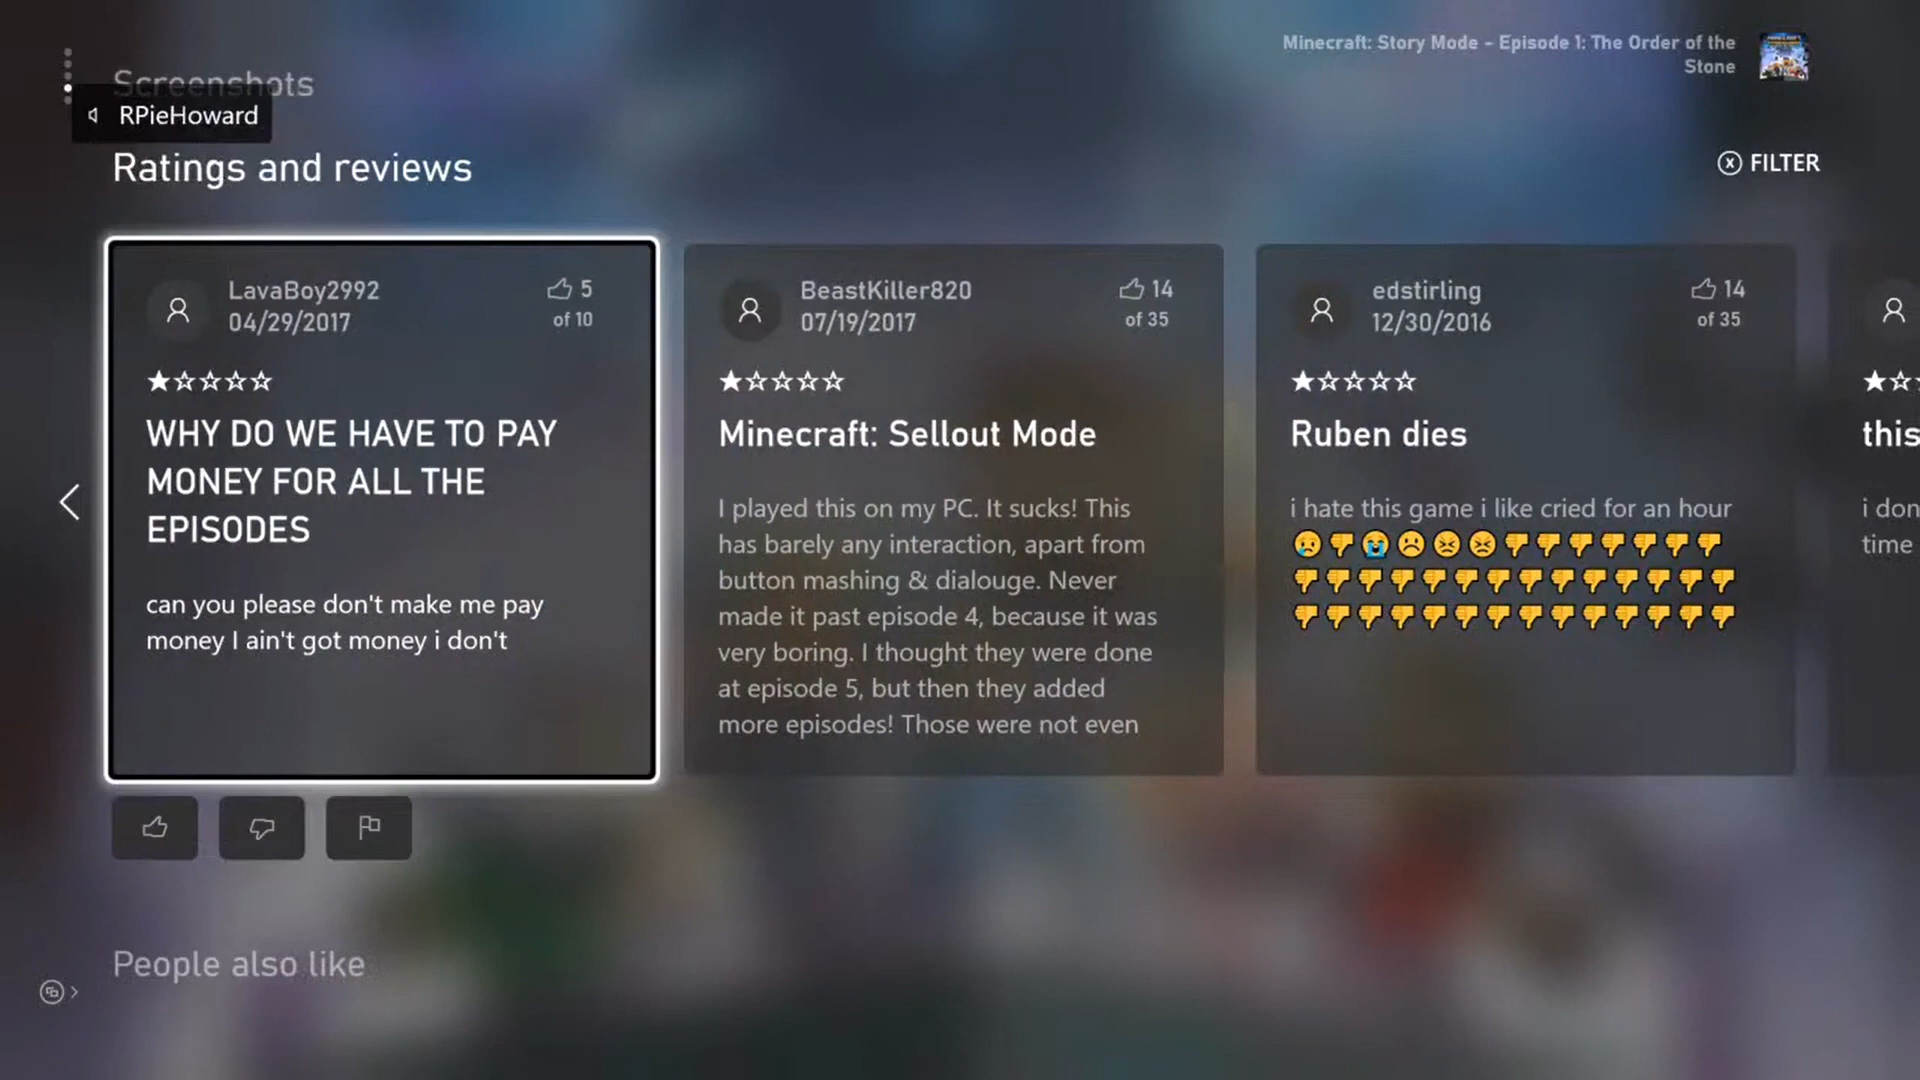 Minecraft: Story Mode - Episode 1: The Order of the
Stone
Screenshots
RPieHoward
Ratings and reviews
X FILTER
LavaBoy2992
04/29/2017
5
of 10
WHY DO WE HAVE TO PAY
MONEY FOR ALL THE
EPISODES
can you please don't make me pay
money I ain't got money i don't
BeastKiller820
07/19/2017
14
of 35
Minecraft: Sellout Mode
I played this on my PC. It sucks! This
has barely any interaction, apart from
button mashing & dialouge. Never
made it past episode 4, because it was
very boring. I thought they were done
at episode 5, but then they added
more episodes! Those were not even
edstirling
12/30/2016
14
of 35
Ruben dies
i hate this game i like cried for an hour
😢👎😭☹️😣😣👎👎👎👎👎👎👎
👎👎👎👎👎👎👎👎👎👎👎👎👎👎
👎👎👎👎👎👎👎👎👎👎👎👎👎👎
this
i don
time
People also like